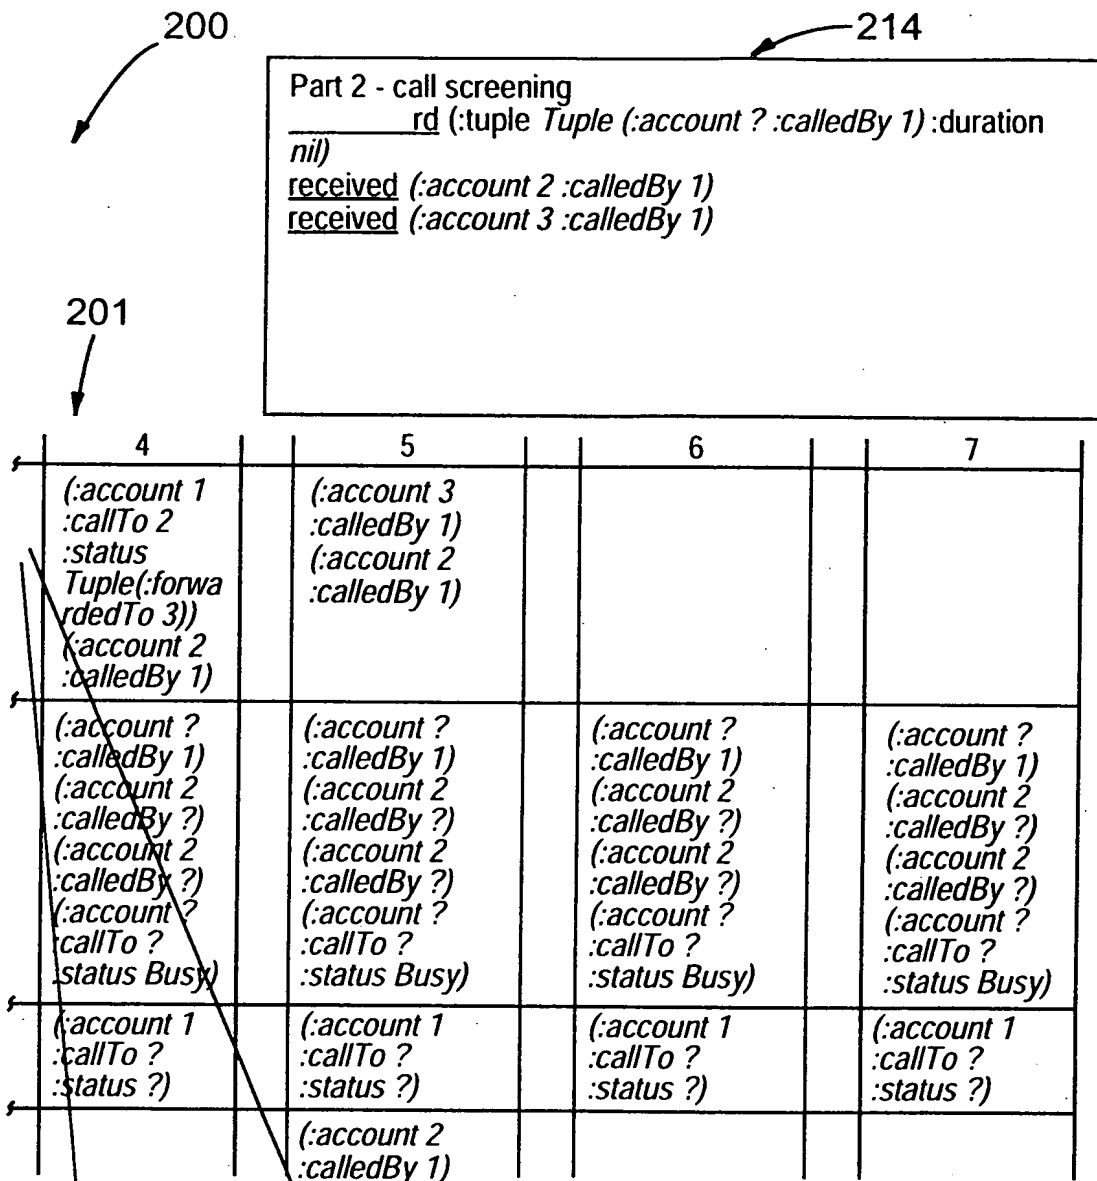 200
214
Part 2 - call screening
rd (:tuple Tuple (:account ? :calledBy 1) :duration
nil)
received (:account 2 :calledBy 1)
received (:account 3 :calledBy 1)
201
4
5
6
7
(:account 1
:callTo 2
:status
Tuple(:forwa
rdedTo 3))
(:account 2
:calledBy 1)
(:account 3
:calledBy 1)
(:account 2
:calledBy 1)
(:account ?
:calledBy 1)
(:account 2
:calledBy ?)
(:account 2
:calledBy ?)
(:account ?
:callTo ?
:status Busy)
(:account ?
:calledBy 1)
(:account 2
:calledBy ?)
(:account 2
:calledBy ?)
(:account ?
:callTo ?
:status Busy)
(:account ?
:calledBy 1)
(:account 2
:calledBy ?)
(:account 2
:calledBy ?)
(:account ?
:callTo ?
:status Busy)
(:account ?
:calledBy 1)
(:account 2
:calledBy ?)
(:account 2
:calledBy ?)
(:account ?
:callTo ?
:status Busy)
(:account 1
:callTo ?
:status ?)
(:account 1
:callTo ?
:status ?)
(:account 1
:callTo ?
:status ?)
(:account 1
:callTo ?
:status ?)
(:account 2
:calledBy 1)